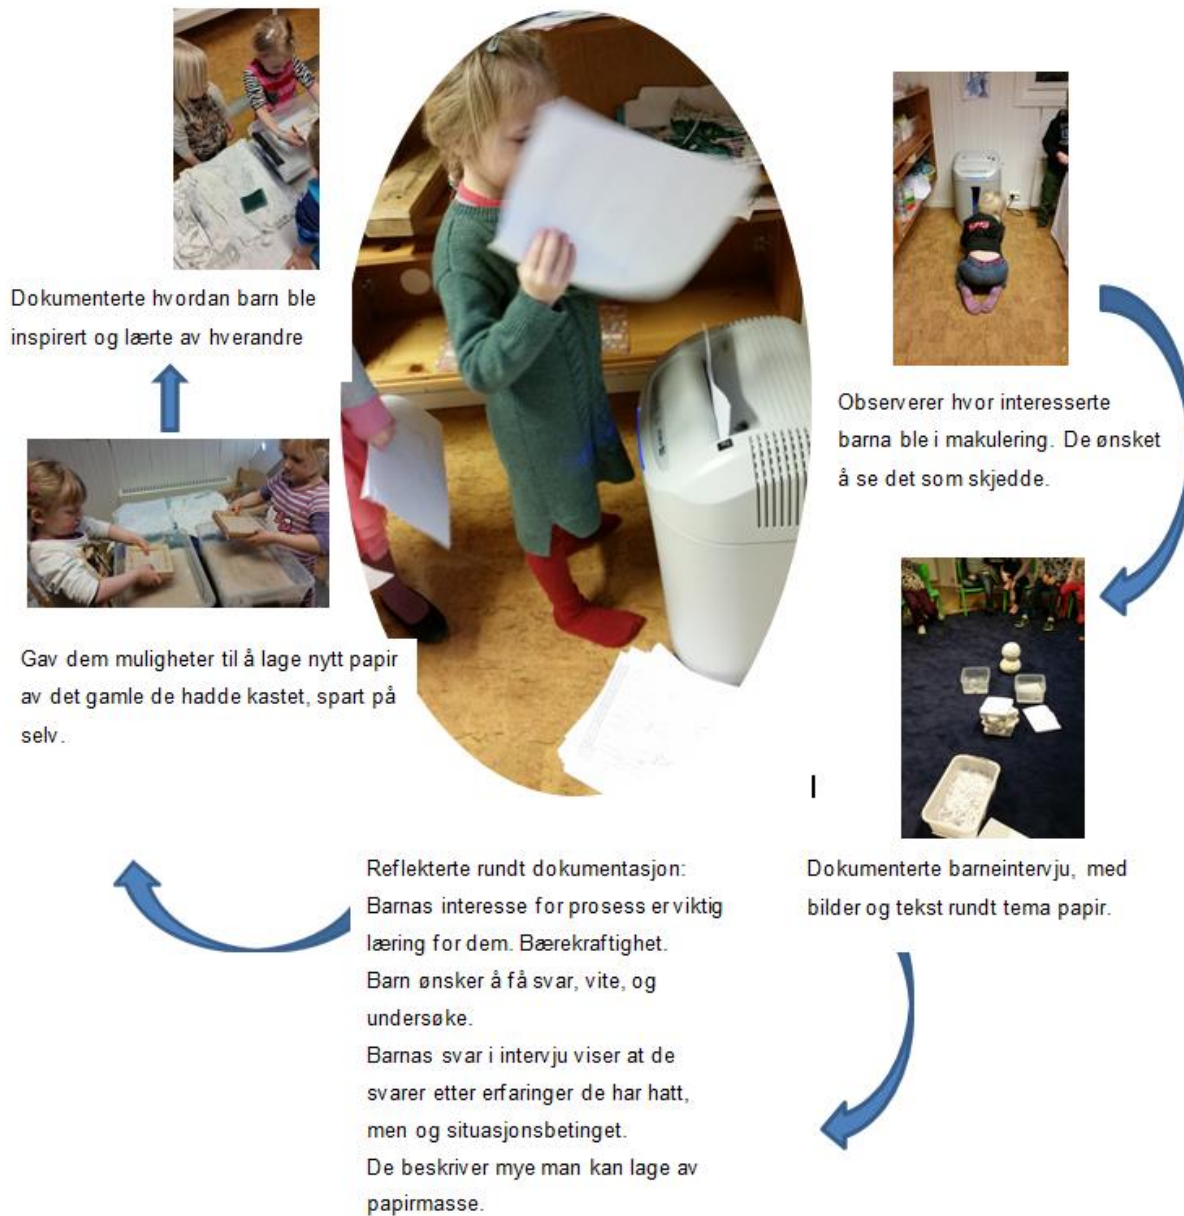 Dokumenterte hvordan barn ble
inspirert og lærte av hverandre
Observerer hvor interesserte
barna ble i makulering. De ønsket
å se det som skjedde.
Gav dem muligheter til å lage nytt papir
av det gamle de hadde kastet, spart på
selv.
Dokumenterte barneintervju, med
bilder og tekst rundt tema papir.
Reflekterte rundt dokumentasjon:
Barnas interesse for prosess er viktig
læring for dem. Bærekraftighet.
Barn ønsker å få svar, vite, og
undersøke.
Barnas svar i intervju viser at de
svarer etter erfaringer de har hatt,
men og situasjonsbetinget.
De beskriver mye man kan lage av
papirmasse.